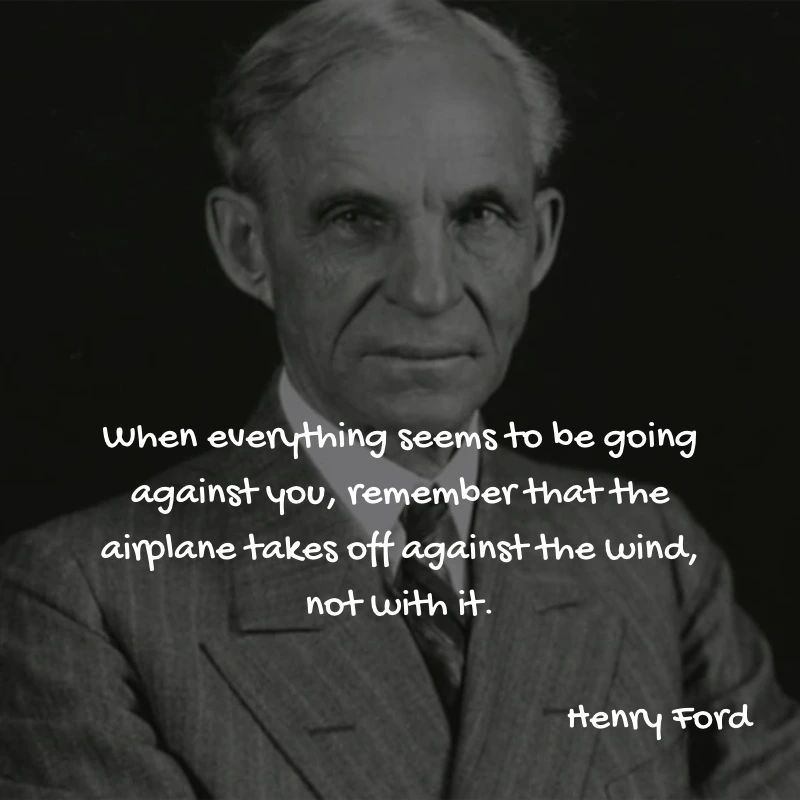 When everything seems to be going
against you, remember that the
airplane takes off against the wind,
not with it.
Henry Ford